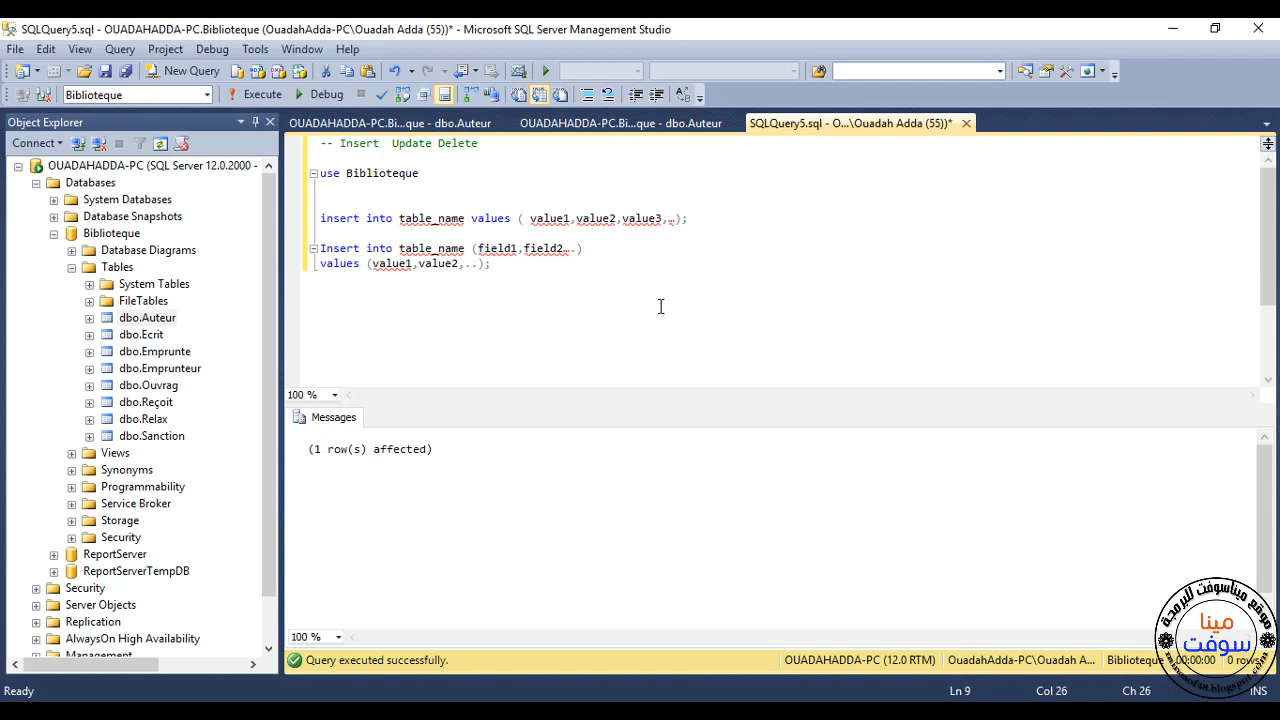 SQLQuery5.sql - OUADAHADDA-PC.Biblioteque (OuadahAdda-PC\Ouadah Adda (55))* - Microsoft SQL Server Management Studio
File Edit View Query Project Debug Tools Window Help
New Query
Biblioteque Execute Debug
Object Explorer
Connect
OUADAHADDA-PC (SQL Server 12.0.2000 -
Databases
System Databases
Database Snapshots
Biblioteque
Database Diagrams
Tables
System Tables
FileTables
dbo.Auteur
dbo.Ecrit
dbo.Emprunte
dbo.Emprunteur
dbo.Ouvrag
dbo.Reçoit
dbo.Relax
dbo.Sanction
Views
Synonyms
Programmability
Service Broker
Storage
Security
ReportServer
ReportServerTempDB
Security
Server Objects
Replication
AlwaysOn High Availability
Management
OUADAHADDA-PC.Bi...que - dbo.Auteur OUADAHADDA-PC.Bi...que - dbo.Auteur SQLQuery5.sql - O...\Ouadah Adda (55))*
-- Insert  Update Delete
use Biblioteque
insert into table_name values ( value1,value2,value3,…);
Insert into table_name (field1,field2….)
values (value1,value2,..);
100 %
Messages
(1 row(s) affected)
100 %
Query executed successfully. OUADAHADDA-PC (12.0 RTM) OuadahAdda-PC\Ouadah A... Biblioteque 00:00:00 0 rows
Ready Ln 9 Col 26 Ch 26 INS
موقع ميناسوفت للبرمجة
مينا
سوفت